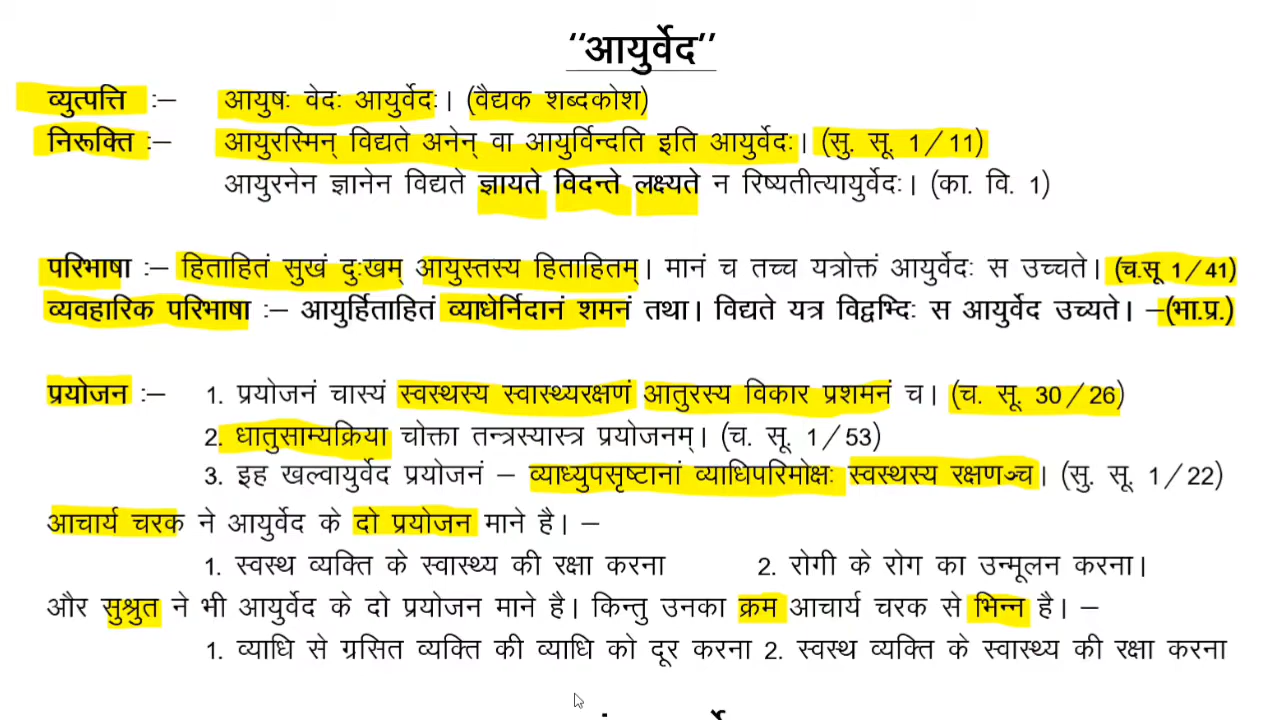 "आयुर्वेद"
व्युत्पत्ति :– आयुषः वेदः आयुर्वेदः। (वैद्यक शब्दकोश)
निरूक्ति :– आयुरस्मिन् विद्यते अनेन् वा आयुर्विन्दति इति आयुर्वेदः। (सु. सू. 1/11)
आयुरनेन ज्ञानेन विद्यते ज्ञायते विदन्ते लक्ष्यते न रिष्यतीत्यायुर्वेदः। (का. वि. 1)
परिभाषा :– हिताहितं सुखं दुःखम् आयुस्तस्य हिताहितम्। मानं च तच्च यत्रोक्तं आयुर्वेदः स उच्चते। (च.सू 1/41)
व्यवहारिक परिभाषा :– आयुर्हिताहितं व्याधेर्निदानं शमनं तथा। विद्यते यत्र विद्वभ्दिः स आयुर्वेद उच्यते। –(भा.प्र.)
प्रयोजन :– 1. प्रयोजनं चास्यं स्वस्थस्य स्वास्थ्यरक्षणं आतुरस्य विकार प्रशमनं च। (च. सू. 30/26)
2. धातुसाम्यक्रिया चोक्ता तन्त्रस्यास्त्र प्रयोजनम्। (च. सू. 1/53)
3. इह खल्वायुर्वेद प्रयोजनं – व्याध्युपसृष्टानां व्याधिपरिमोक्षः स्वस्थस्य रक्षणञ्च। (सु. सू. 1/22)
आचार्य चरक ने आयुर्वेद के दो प्रयोजन माने है। –
1. स्वस्थ व्यक्ति के स्वास्थ्य की रक्षा करना 2. रोगी के रोग का उन्मूलन करना।
और सुश्रुत ने भी आयुर्वेद के दो प्रयोजन माने है। किन्तु उनका क्रम आचार्य चरक से भिन्न है। –
1. व्याधि से ग्रसित व्यक्ति की व्याधि को दूर करना 2. स्वस्थ व्यक्ति के स्वास्थ्य की रक्षा करना